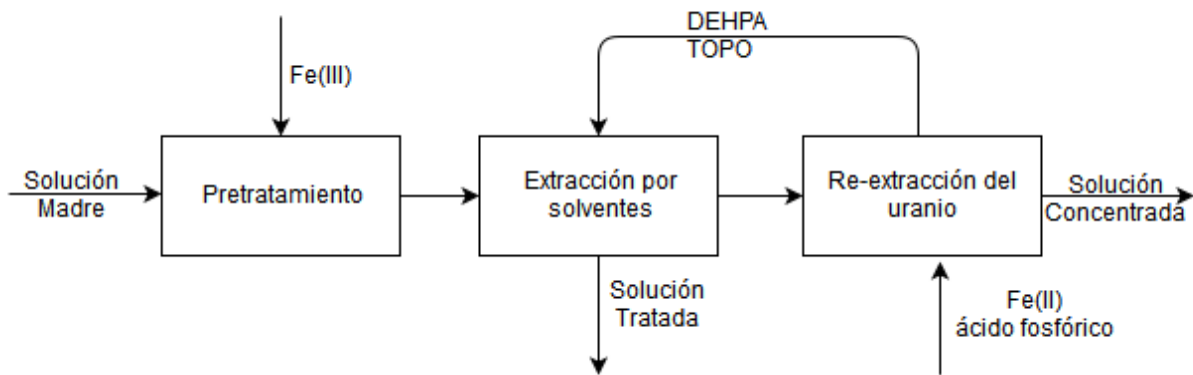 DEHPA
TOPO
Fe(III)
Solución
Madre
Pretratamiento
Extracción por
solventes
Re-extracción del
uranio
Solución
Concentrada
Solución
Tratada
Fe(II)
ácido fosfórico